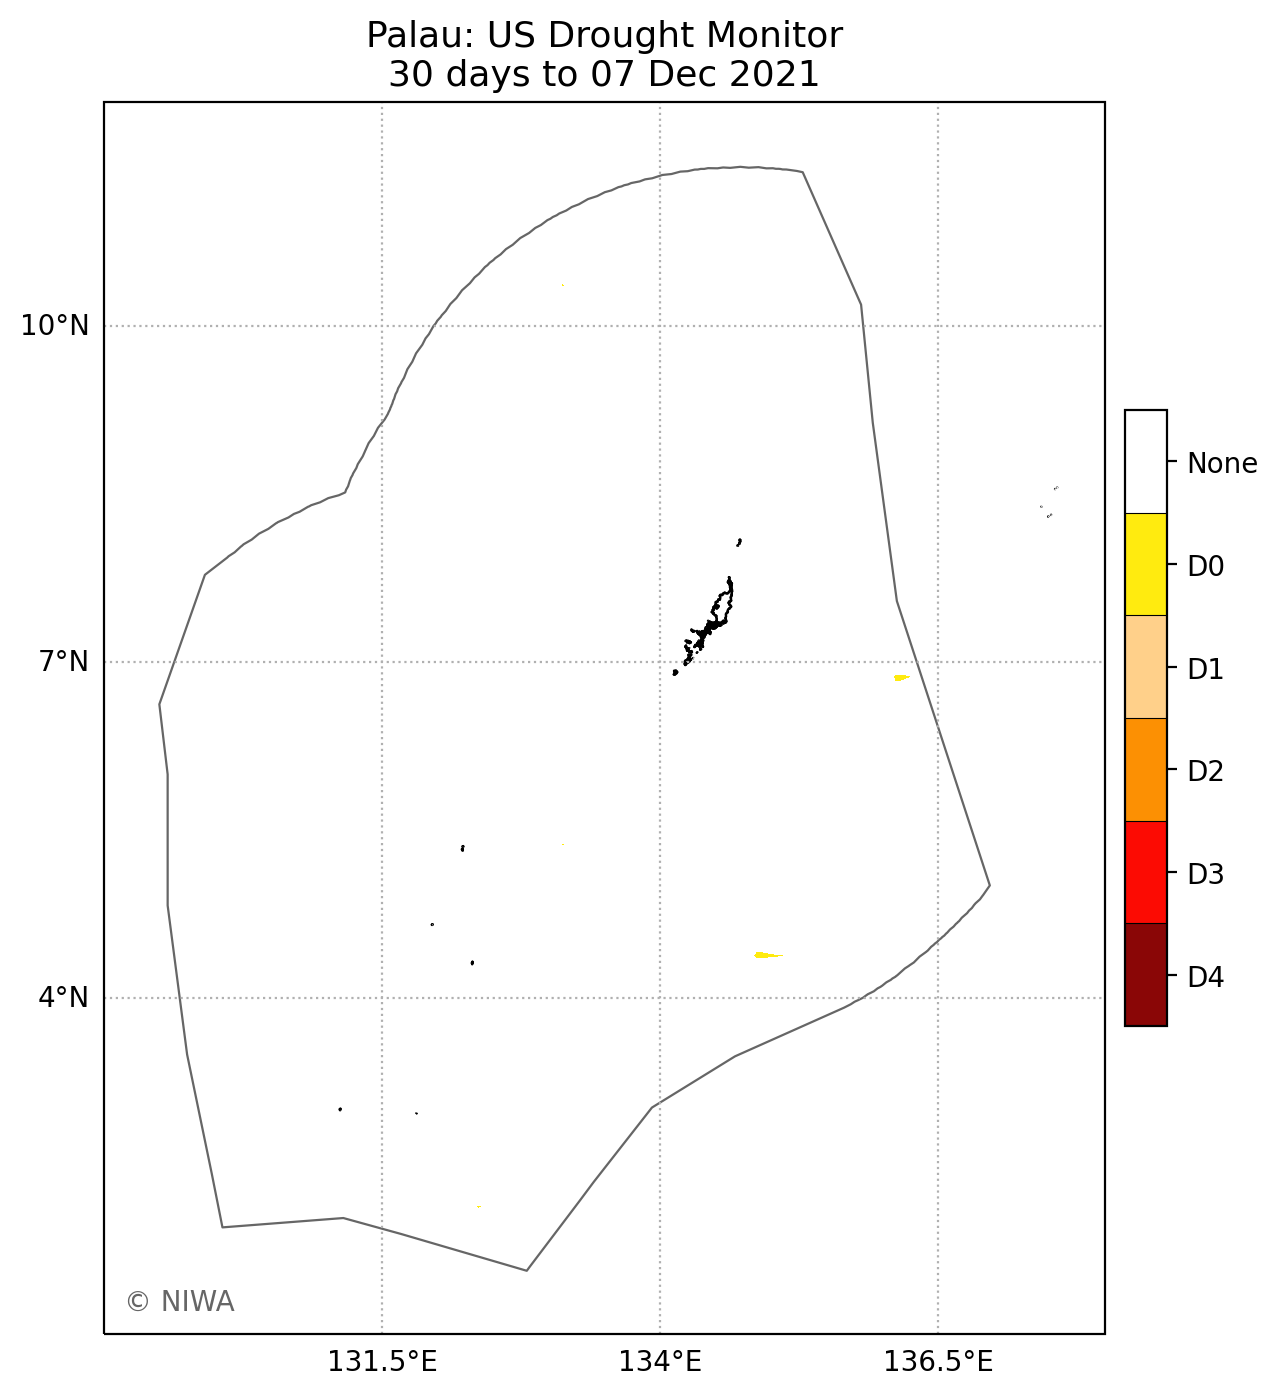 Palau: US Drought Monitor
30 days to 07 Dec 2021
10°N
7°N
4°N
131.5°E
134°E
136.5°E
None
D0
D1
D2
D3
D4
© NIWA